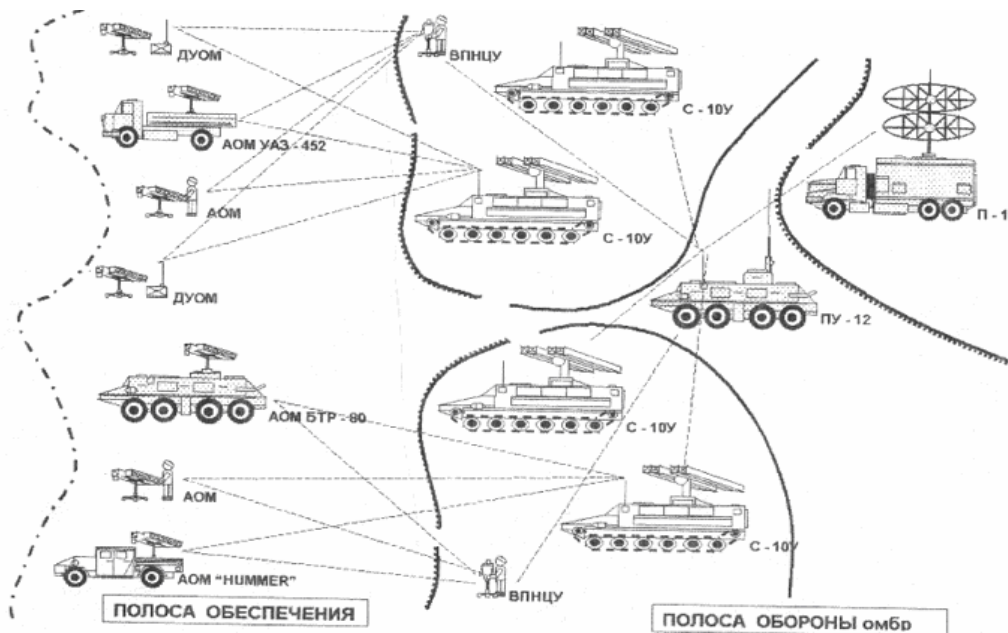 ДУОМ
ВПНЦУ
С - 10У
АОМ УАЗ - 452
АОМ
С - 10У
П - 1
ДУОМ
ПУ - 12
АОМ БТР - 80
С - 10У
АОМ
С - 10У
АОМ "HUMMER"
ВПНЦУ
ПОЛОСА ОБЕСПЕЧЕНИЯ
ПОЛОСА ОБОРОНЫ омбр